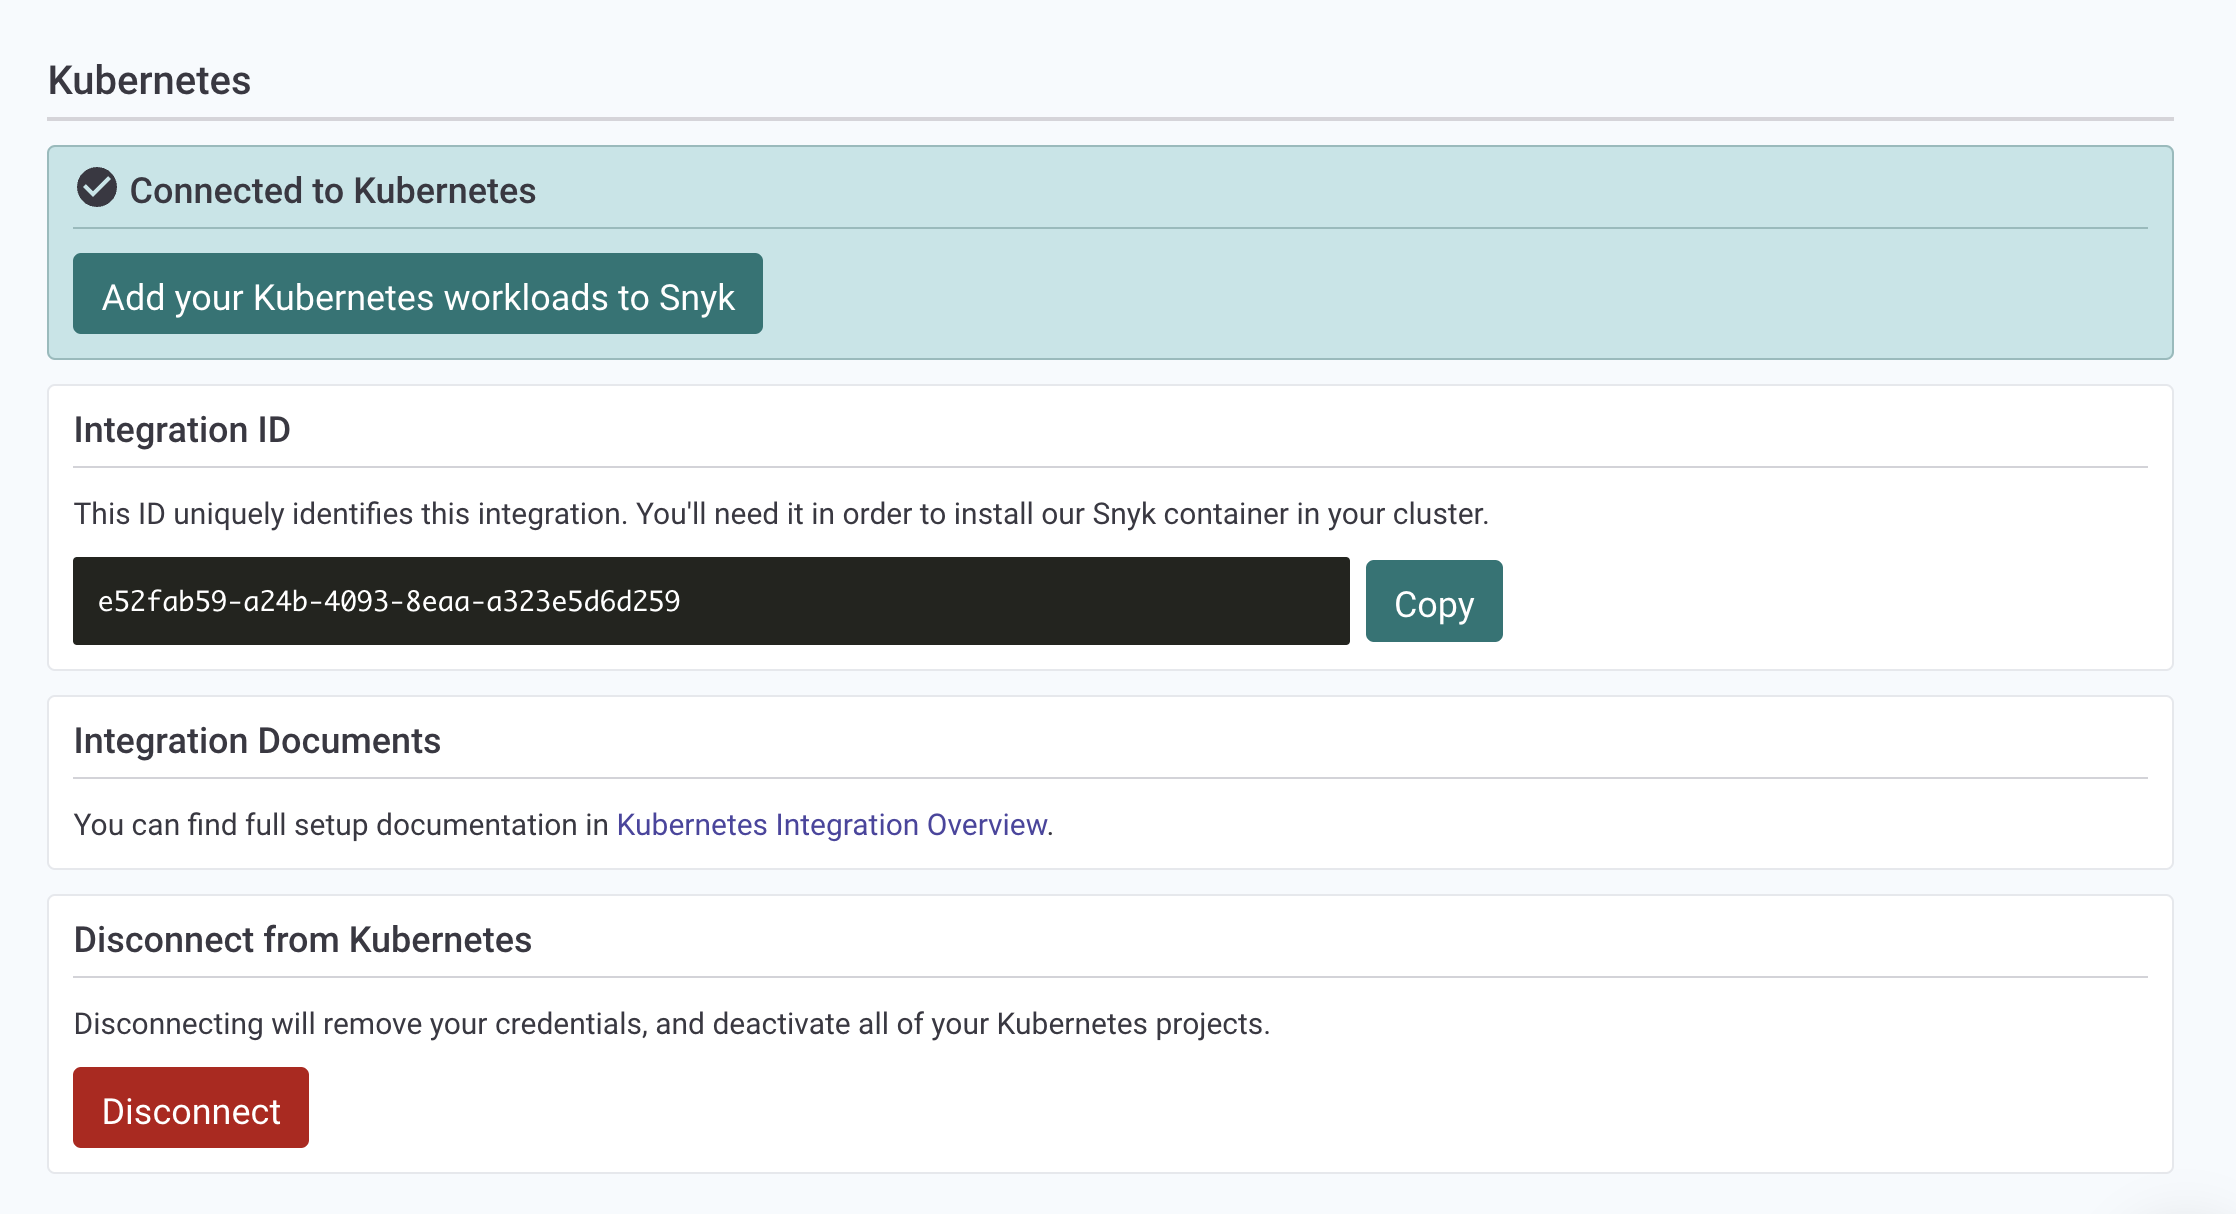 Kubernetes
Connected to Kubernetes
Add your Kubernetes workloads to Snyk
Integration ID
This ID uniquely identifies this integration. You'll need it in order to install our Snyk container in your cluster.
e52fab59-a24b-4093-8eaa-a323e5d6d259
Copy
Integration Documents
You can find full setup documentation in Kubernetes Integration Overview.
Disconnect from Kubernetes
Disconnecting will remove your credentials, and deactivate all of your Kubernetes projects.
Disconnect